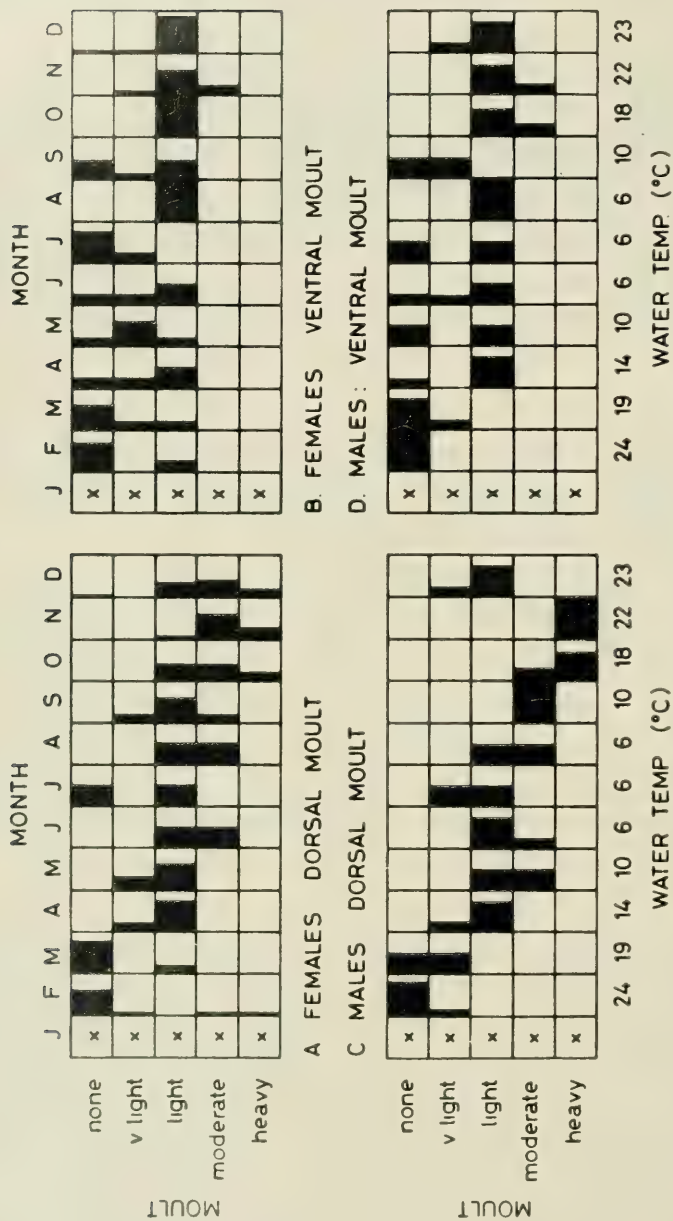 MONTH MONTH
J F M A M J J A S O N D J F M A M J J A S O N D
none x x
v light x x
light x x
moderate x x
heavy x x
MOULT
A FEMALES DORSAL MOULT B. FEMALES VENTRAL MOULT
C MALES DORSAL MOULT D. MALES: VENTRAL MOULT
none x x
v light x x
light x x
moderate x x
heavy x x
24 19 14 10 6 6 6 10 18 22 23 24 19 14 10 6 6 6 10 18 22 23
WATER TEMP (°C) WATER TEMP. (°C)